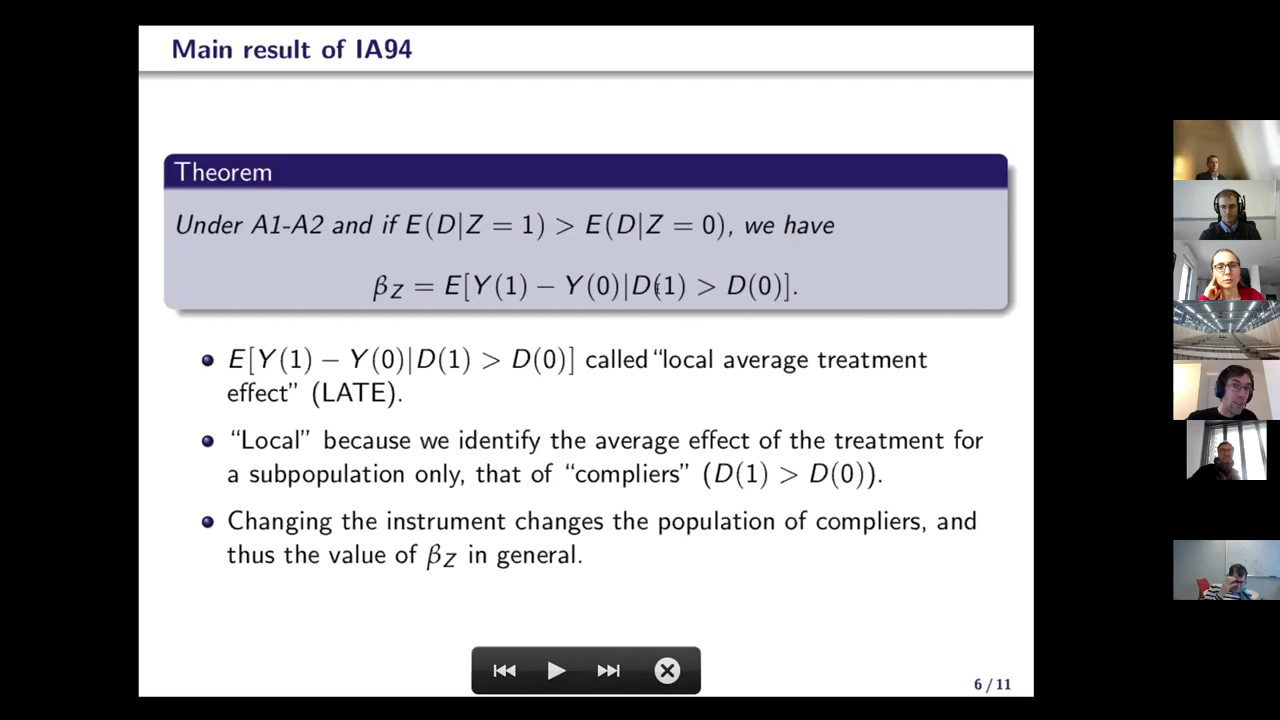 Main result of IA94
Theorem
Under A1-A2 and if E(D|Z = 1) > E(D|Z = 0), we have
β_Z = E[Y(1) − Y(0)|D(1) > D(0)].
E[Y(1) − Y(0)|D(1) > D(0)] called “local average treatment
effect” (LATE).
“Local” because we identify the average effect of the treatment for
a subpopulation only, that of “compliers” (D(1) > D(0)).
Changing the instrument changes the population of compliers, and
thus the value of β_Z in general.
6 / 11